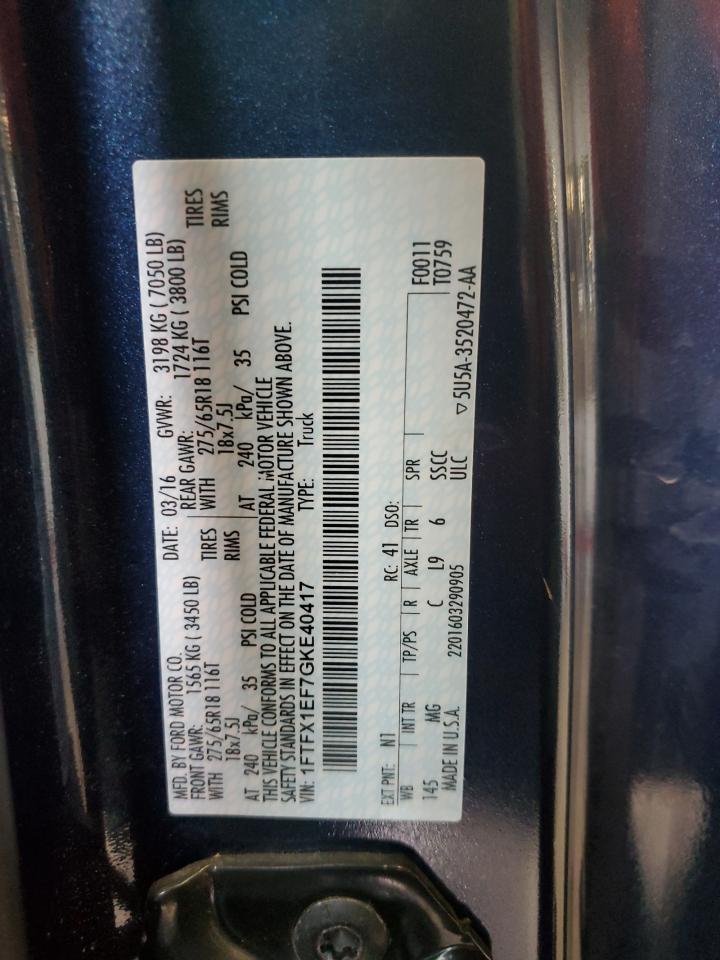 MFD. BY FORD MOTOR CO. DATE: 03/16 GVWR: 3198 KG ( 7050 LB)
FRONT GAWR: 1565 KG ( 3450 LB) REAR GAWR: 1724 KG ( 3800 LB)
WITH 275/65R18 116T TIRES WITH 275/65R18 116T TIRES
18x7.5J RIMS 18x7.5J RIMS
AT 240 kPa/ 35 PSI COLD AT 240 kPa/ 35 PSI COLD
THIS VEHICLE CONFORMS TO ALL APPLICABLE FEDERAL MOTOR VEHICLE
SAFETY STANDARDS IN EFFECT ON THE DATE OF MANUFACTURE SHOWN ABOVE.
VIN: 1FTFX1EF7GKE40417 TYPE: Truck
EXT PNT: N1 RC: 41 DSO:
WB INT TR TP/PS R AXLE TR SPR F0011
145 MG C L9 6 SSCC T0759
MADE IN U.S.A. 2201603290905 ULC ▽5U5A-3520472-AA